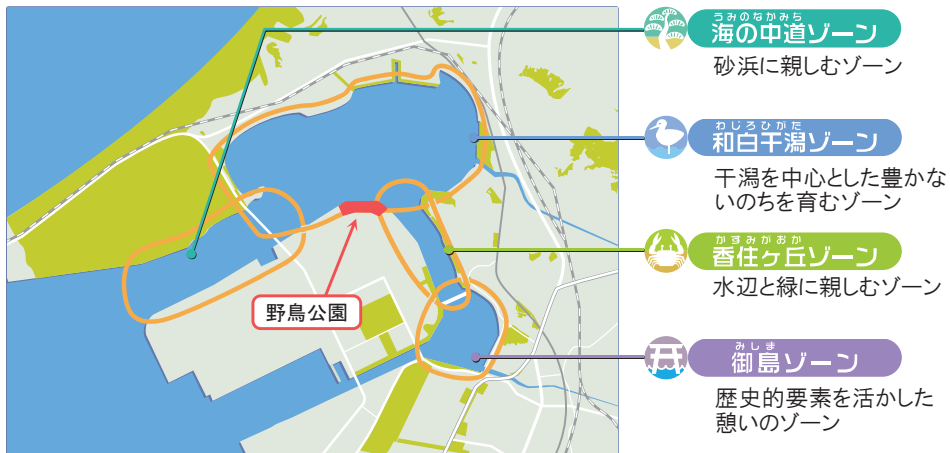 うみのなかみち
海の中道ゾーン
砂浜に親しむゾーン
わじろひがた
和白干潟ゾーン
干潟を中心とした豊かな
いのちを育むゾーン
かすみがおか
香住ヶ丘ゾーン
水辺と緑に親しむゾーン
野鳥公園
みしま
御島ゾーン
歴史的要素を活かした
憩いのゾーン